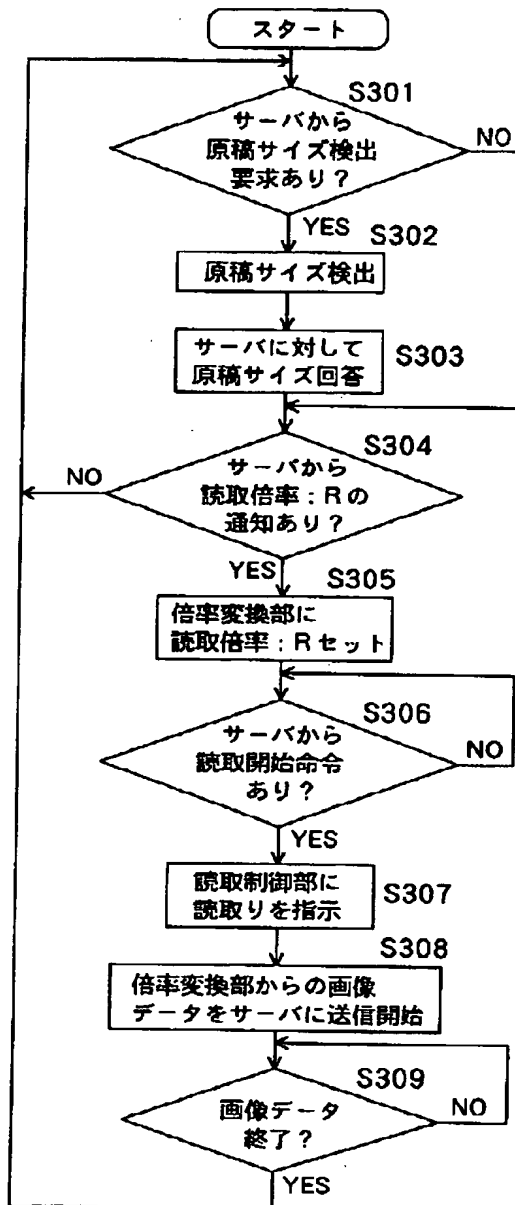 スタート
S301
サーバから
原稿サイズ検出
要求あり？
NO
YES
S302
原稿サイズ検出
サーバに対して
原稿サイズ回答
S303
S304
NO
サーバから
読取倍率：Rの
通知あり？
YES
S305
倍率変換部に
読取倍率：Rセット
S306
サーバから
読取開始命令
あり？
NO
YES
読取制御部に
読取りを指示
S307
S308
倍率変換部からの画像
データをサーバに送信開始
S309
画像データ
終了？
NO
YES